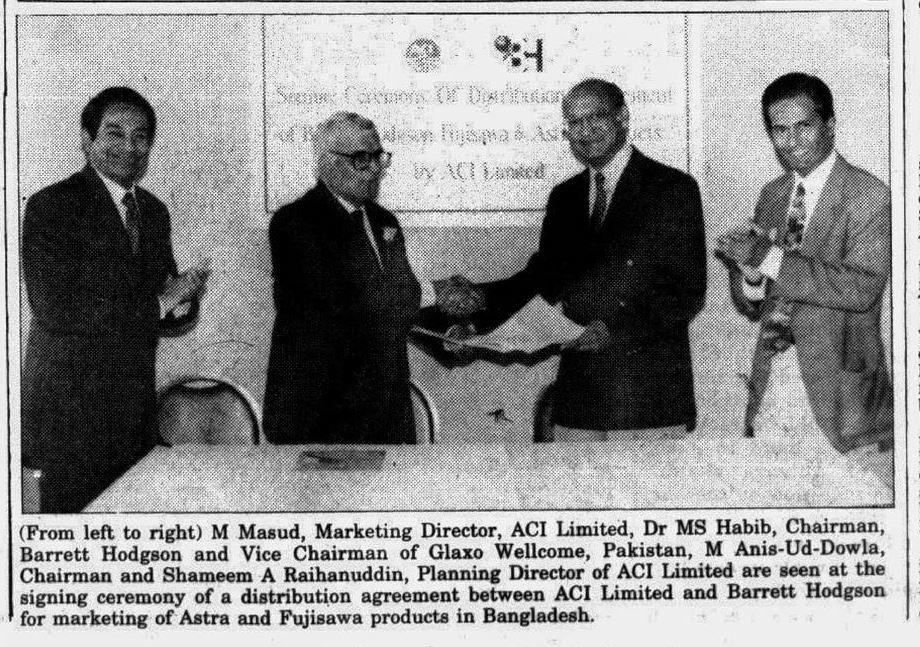 Ceremony Of Distribution
of Fujisawa &
by ACI Limited
(From left to right) M Masud, Marketing Director, ACI Limited, Dr MS Habib, Chairman,
Barrett Hodgson and Vice Chairman of Glaxo Wellcome, Pakistan, M Anis-Ud-Dowla,
Chairman and Shameem A Raihanuddin, Planning Director of ACI Limited are seen at the
signing ceremony of a distribution agreement between ACI Limited and Barrett Hodgson
for marketing of Astra and Fujisawa products in Bangladesh.